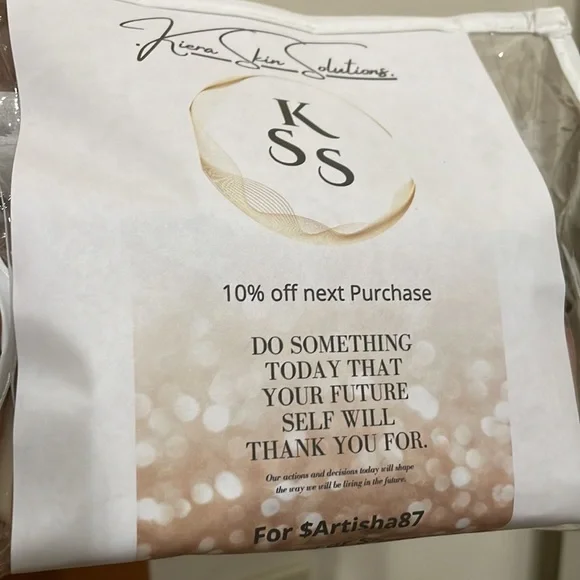 Kiera Skin Solutions.
K
S S
10% off next Purchase
DO SOMETHING
TODAY THAT
YOUR FUTURE
SELF WILL
THANK YOU FOR.
Our actions and decisions today will shape
the way we will be living in the future.
For $Artisha87